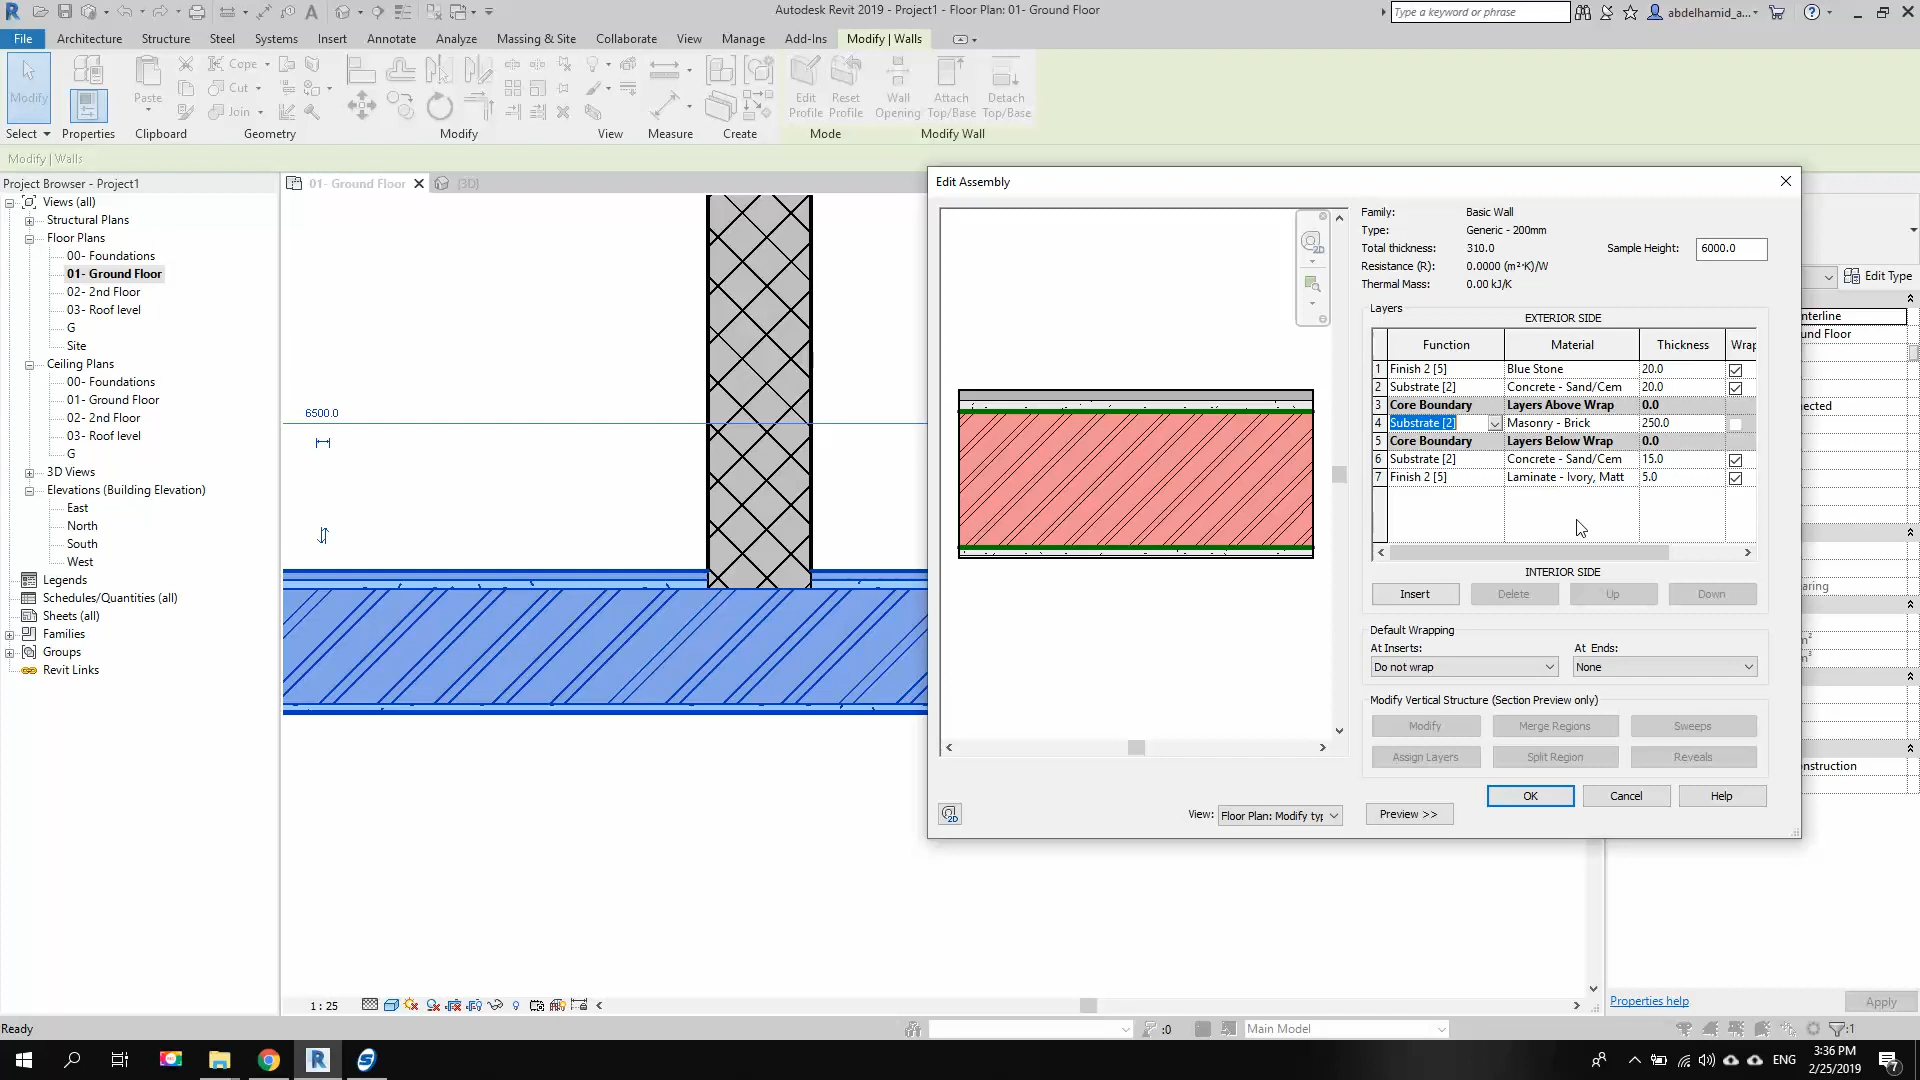 Autodesk Revit 2019 - Project1 - Floor Plan: 01- Ground Floor
Type a keyword or phrase
abdelhamid_a...
File Architecture Structure Steel Systems Insert Annotate Analyze Massing & Site Collaborate View Manage Add-Ins Modify | Walls
Modify
Paste
Cope
Cut
Join
Edit Profile
Reset Profile
Wall Opening
Attach Top/Base
Detach Top/Base
Select Properties Clipboard Geometry Modify View Measure Create Mode Modify Wall
Modify | Walls
Project Browser - Project1
Views (all)
Structural Plans
Floor Plans
00- Foundations
01- Ground Floor
02- 2nd Floor
03- Roof level
G
Site
Ceiling Plans
00- Foundations
01- Ground Floor
02- 2nd Floor
03- Roof level
G
3D Views
Elevations (Building Elevation)
East
North
South
West
Legends
Schedules/Quantities (all)
Sheets (all)
Families
Groups
Revit Links
01- Ground Floor
{3D}
6500.0
Edit Assembly
Family: Basic Wall
Type: Generic - 200mm
Total thickness: 310.0
Sample Height: 6000.0
Resistance (R): 0.0000 (m²·K)/W
Thermal Mass: 0.00 kJ/K
Layers
EXTERIOR SIDE
Function Material Thickness Wrap
1 Finish 2 [5] Blue Stone 20.0
2 Substrate [2] Concrete - Sand/Cem 20.0
3 Core Boundary Layers Above Wrap 0.0
4 Substrate [2] Masonry - Brick 250.0
5 Core Boundary Layers Below Wrap 0.0
6 Substrate [2] Concrete - Sand/Cem 15.0
7 Finish 2 [5] Laminate - Ivory, Matt 5.0
INTERIOR SIDE
Insert Delete Up Down
Default Wrapping
At Inserts: At Ends:
Do not wrap None
Modify Vertical Structure (Section Preview only)
Modify Merge Regions Sweeps
Assign Layers Split Region Reveals
OK Cancel Help
View: Floor Plan: Modify typ
Preview >>
2D
2D
Edit Type
nterline
und Floor
ected
aring
m²
nstruction
Properties help
Apply
1 : 25
Ready
:0
Main Model
:1
ENG
3:36 PM
2/25/2019
7